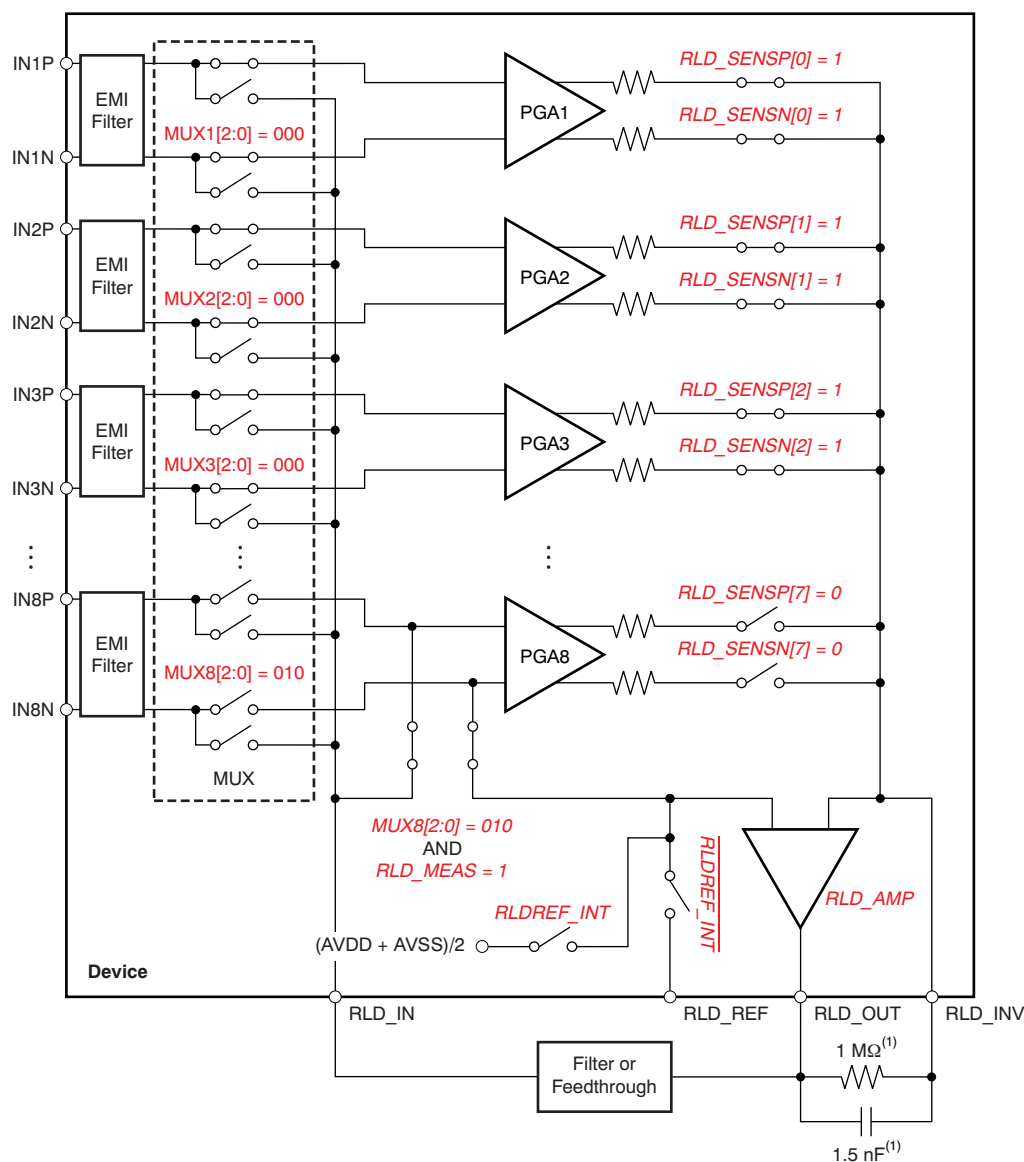 IN1P
EMI
Filter
IN1N
MUX1[2:0] = 000
PGA1
RLD_SENSP[0] = 1
RLD_SENSN[0] = 1
IN2P
EMI
Filter
IN2N
MUX2[2:0] = 000
PGA2
RLD_SENSP[1] = 1
RLD_SENSN[1] = 1
IN3P
EMI
Filter
IN3N
MUX3[2:0] = 000
PGA3
RLD_SENSP[2] = 1
RLD_SENSN[2] = 1
IN8P
EMI
Filter
IN8N
MUX8[2:0] = 010
MUX
PGA8
RLD_SENSP[7] = 0
RLD_SENSN[7] = 0
MUX8[2:0] = 010
AND
RLD_MEAS = 1
RLDREF_INT
(AVDD + AVSS)/2
RLDREF_INT
RLD_AMP
Device
RLD_IN
RLD_REF
RLD_OUT
RLD_INV
Filter or
Feedthrough
1 MΩ(1)
1.5 nF(1)